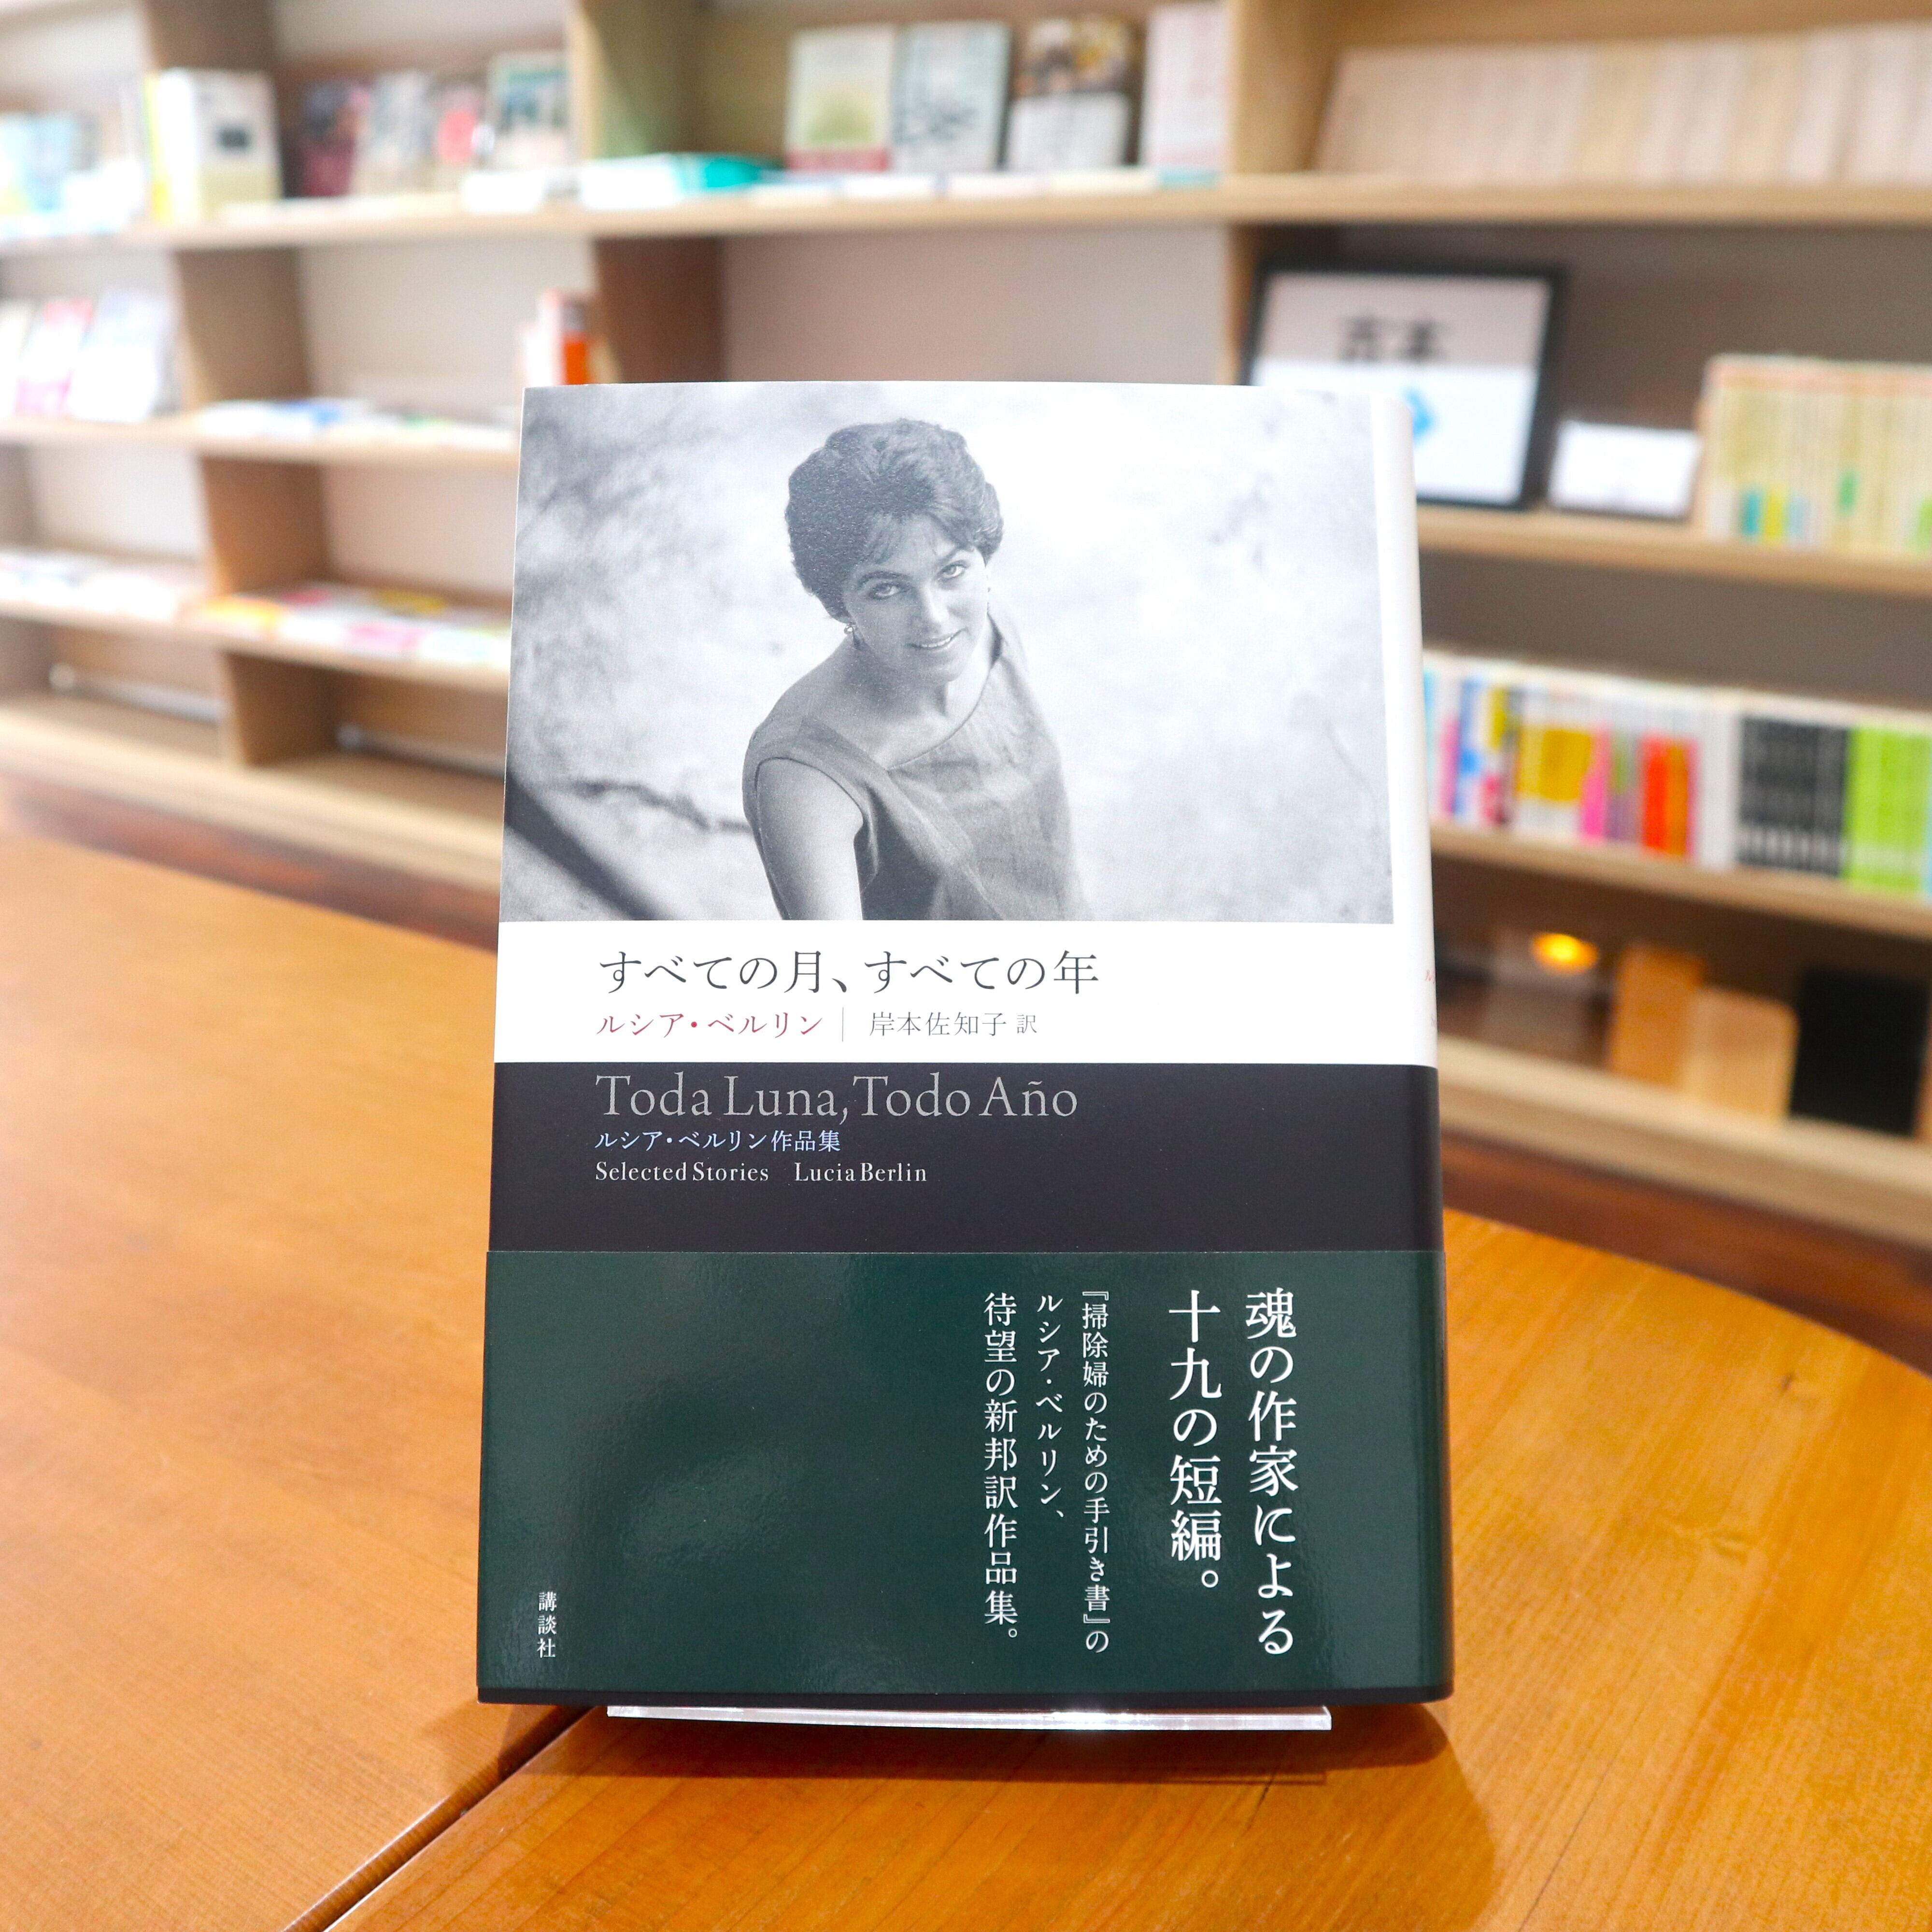 すべての月、すべての年
ルシア・ベルリン｜岸本佐知子 訳
Toda Luna, Todo Año
ルシア・ベルリン作品集
Selected Stories Lucia Berlin
魂の作家による
十九の短編。
『掃除婦のための手引き書』の
ルシア・ベルリン、
待望の新邦訳作品集。
講談社